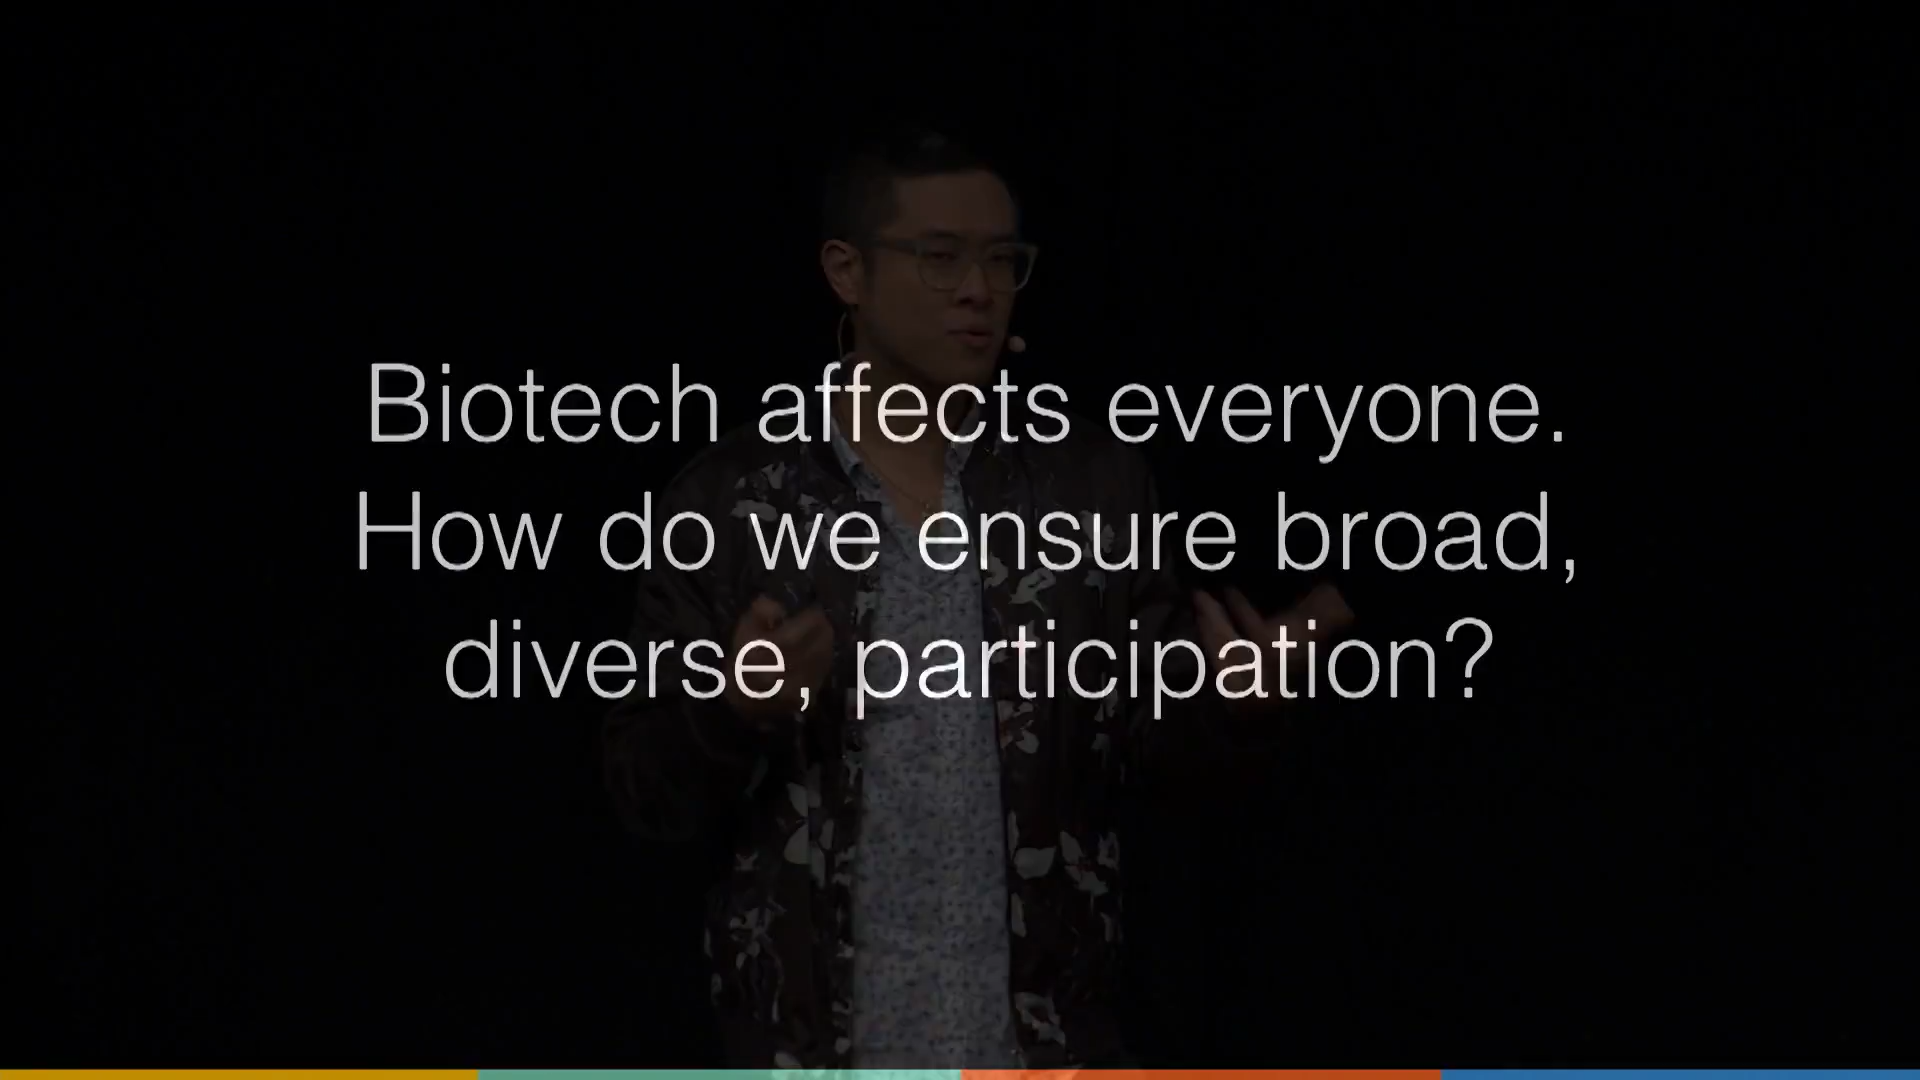 Biotech affects everyone.
How do we ensure broad,
diverse, participation?